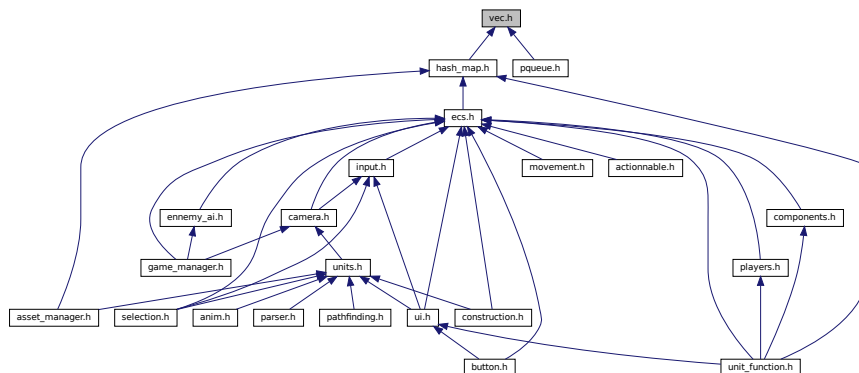 vec.h
hash_map.h
pqueue.h
ecs.h
input.h
movement.h
actionnable.h
ennemy_ai.h
camera.h
components.h
game_manager.h
units.h
players.h
asset_manager.h
selection.h
anim.h
parser.h
pathfinding.h
ui.h
construction.h
button.h
unit_function.h